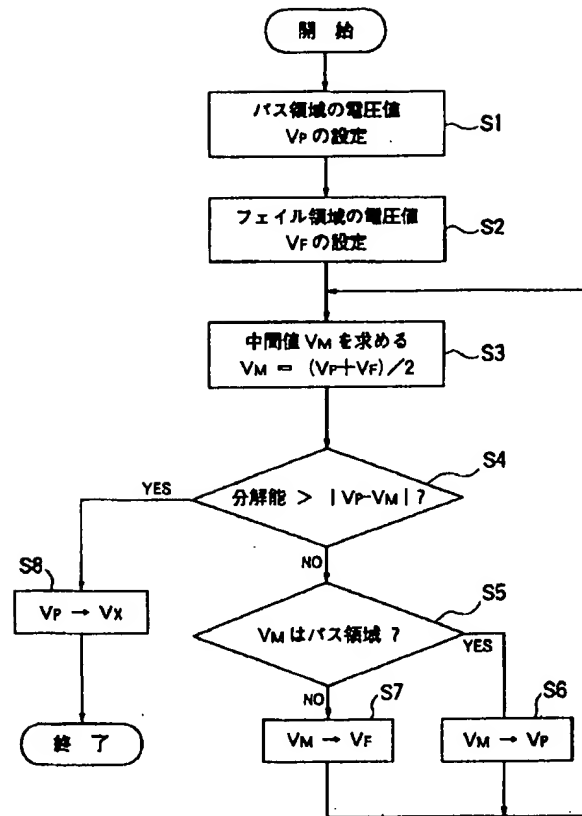 開 始
パス領域の電圧値
VP の設定
S1
フェイル領域の電圧値
VF の設定
S2
中間値 VM を求める
VM = (VP+VF)/2
S3
分解能 > |VP-VM| ?
S4
YES
NO
S8
VP → VX
終 了
VM はパス領域 ?
S5
YES
NO
S7
VM → VF
S6
VM → VP